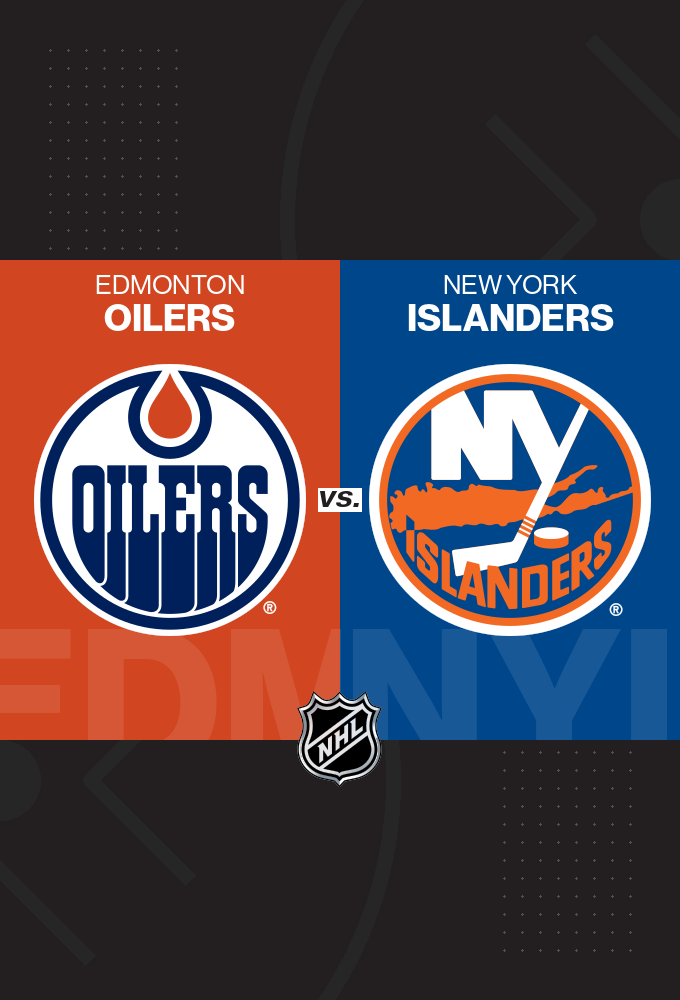 EDMONTON
OILERS
NEW YORK
ISLANDERS
OILERS
®
VS.
NY
ISLANDERS
®
EDM
NYI
NHL